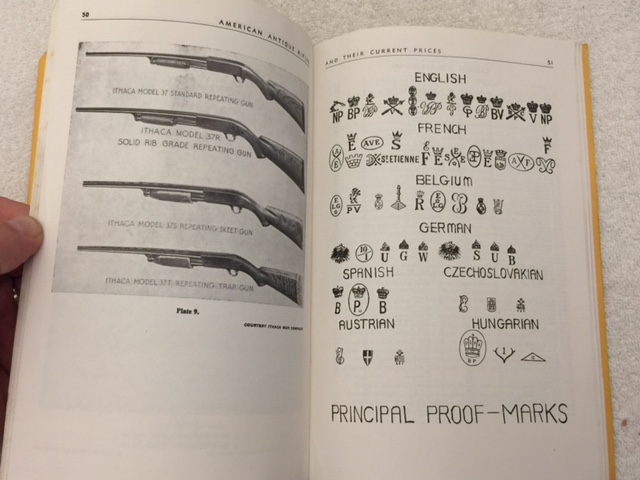 50
AMERICAN ANTIQUE
ITHACA MODEL 37 STANDARD REPEATING GUN
ITHACA MODEL 37R
SOLID RIB GRADE REPEATING GUN
ITHACA MODEL 37S REPEATING SKEET GUN
ITHACA MODEL 37T REPEATING TRAP GUN
Plate 9.
COURTESY ITHACA GUN
AND THEIR CURRENT PRICES
51
ENGLISH
NP BP BV V NP
FRENCH
E AVE S F
ST ETIENNE F AXF
BELGIUM
PV R
GERMAN
U G W S U B
SPANISH
CZECHOSLOVAKIAN
B P B
AUSTRIAN
HUNGARIAN
B.P.
PRINCIPAL PROOF-MARKS